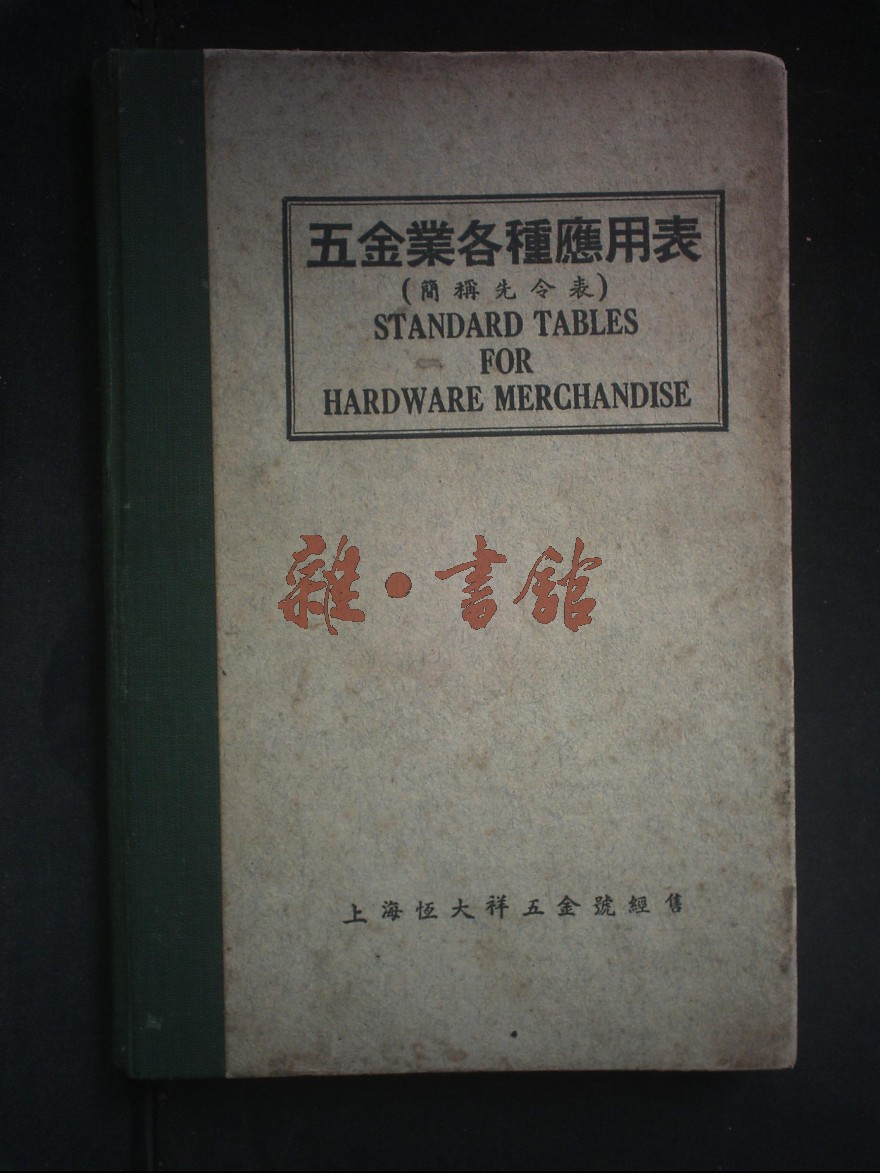 五金業各種應用表
(簡稱先令表)
STANDARD TABLES
FOR
HARDWARE MERCHANDISE
雜·書館
上海恆大祥五金號經售